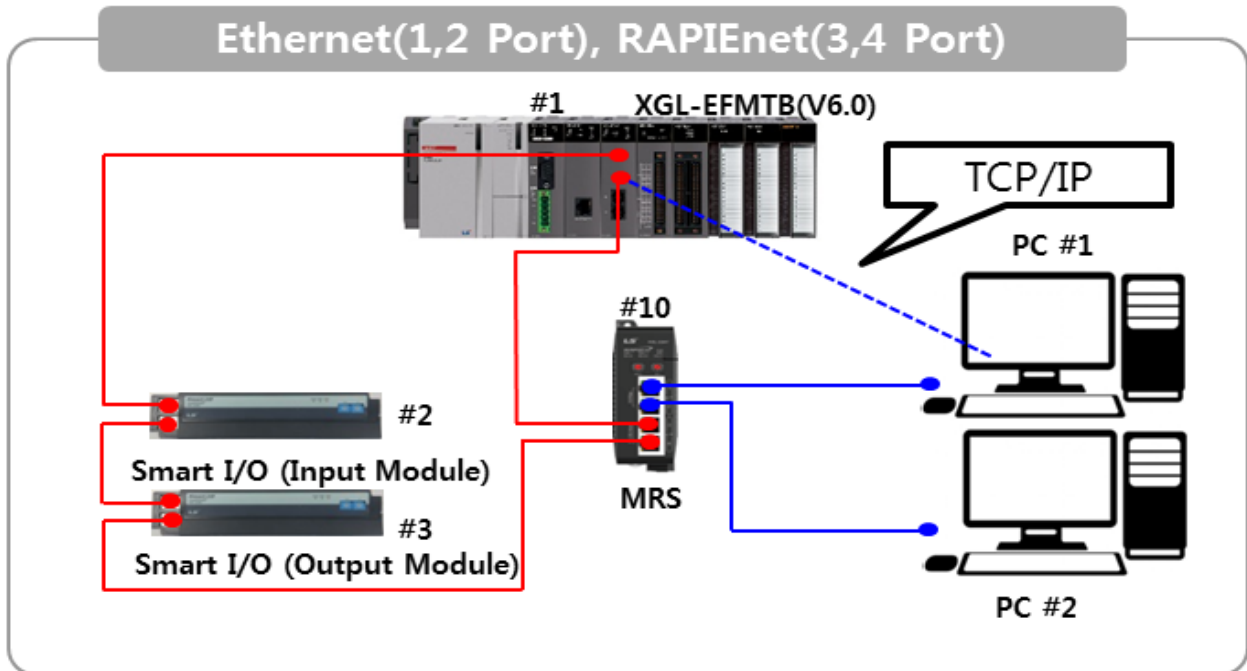 Ethernet(1,2 Port), RAPIEnet(3,4 Port)
#1
XGL-EFMTB(V6.0)
TCP/IP
PC #1
#10
#2
Smart I/O (Input Module)
MRS
#3
Smart I/O (Output Module)
PC #2